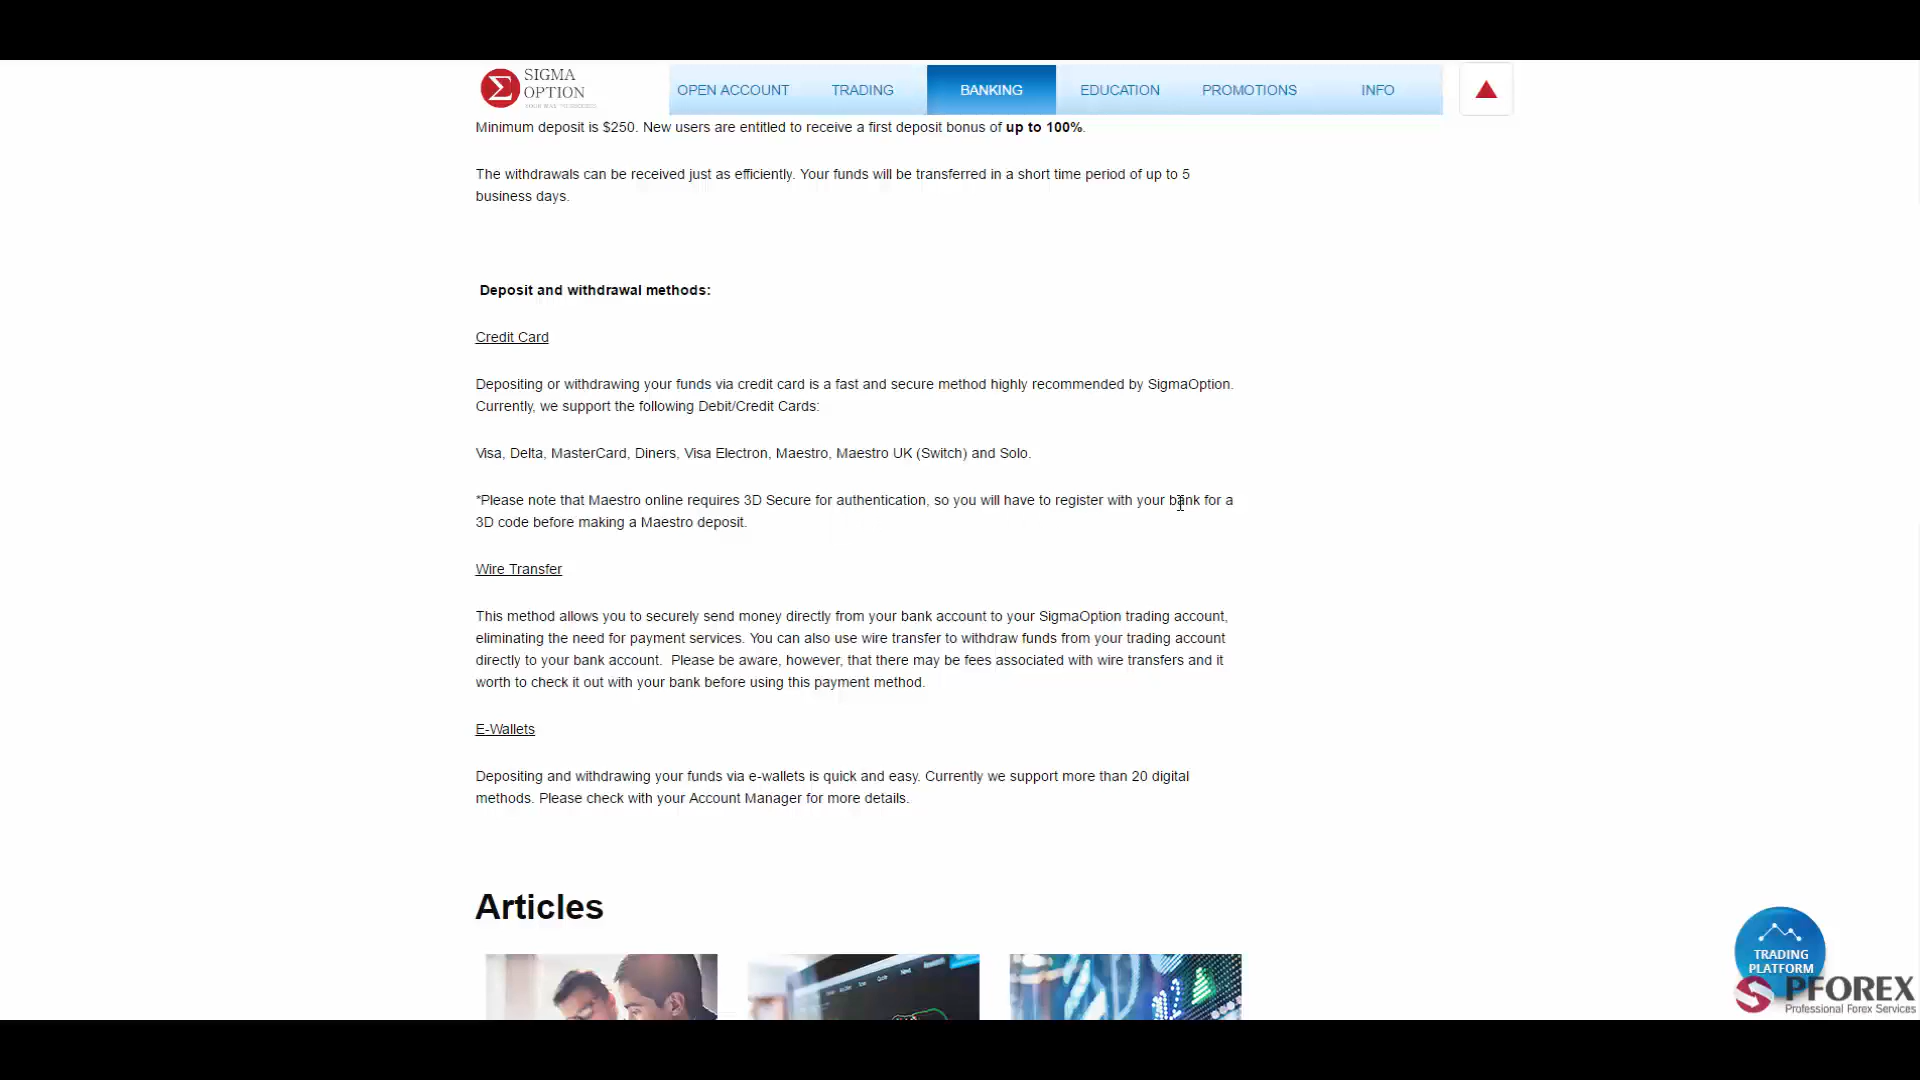 SIGMA
OPTION
OPEN ACCOUNT TRADING BANKING EDUCATION PROMOTIONS INFO
Minimum deposit is $250. New users are entitled to receive a first deposit bonus of up to 100%.
The withdrawals can be received just as efficiently. Your funds will be transferred in a short time period of up to 5
business days.
Deposit and withdrawal methods:
Credit Card
Depositing or withdrawing your funds via credit card is a fast and secure method highly recommended by SigmaOption.
Currently, we support the following Debit/Credit Cards:
Visa, Delta, MasterCard, Diners, Visa Electron, Maestro, Maestro UK (Switch) and Solo.
*Please note that Maestro online requires 3D Secure for authentication, so you will have to register with your bank for a
3D code before making a Maestro deposit.
Wire Transfer
This method allows you to securely send money directly from your bank account to your SigmaOption trading account,
eliminating the need for payment services. You can also use wire transfer to withdraw funds from your trading account
directly to your bank account. Please be aware, however, that there may be fees associated with wire transfers and it
worth to check it out with your bank before using this payment method.
E-Wallets
Depositing and withdrawing your funds via e-wallets is quick and easy. Currently we support more than 20 digital
methods. Please check with your Account Manager for more details.
Articles
TRADING
PLATFORM
PFOREX
Professional Forex Services